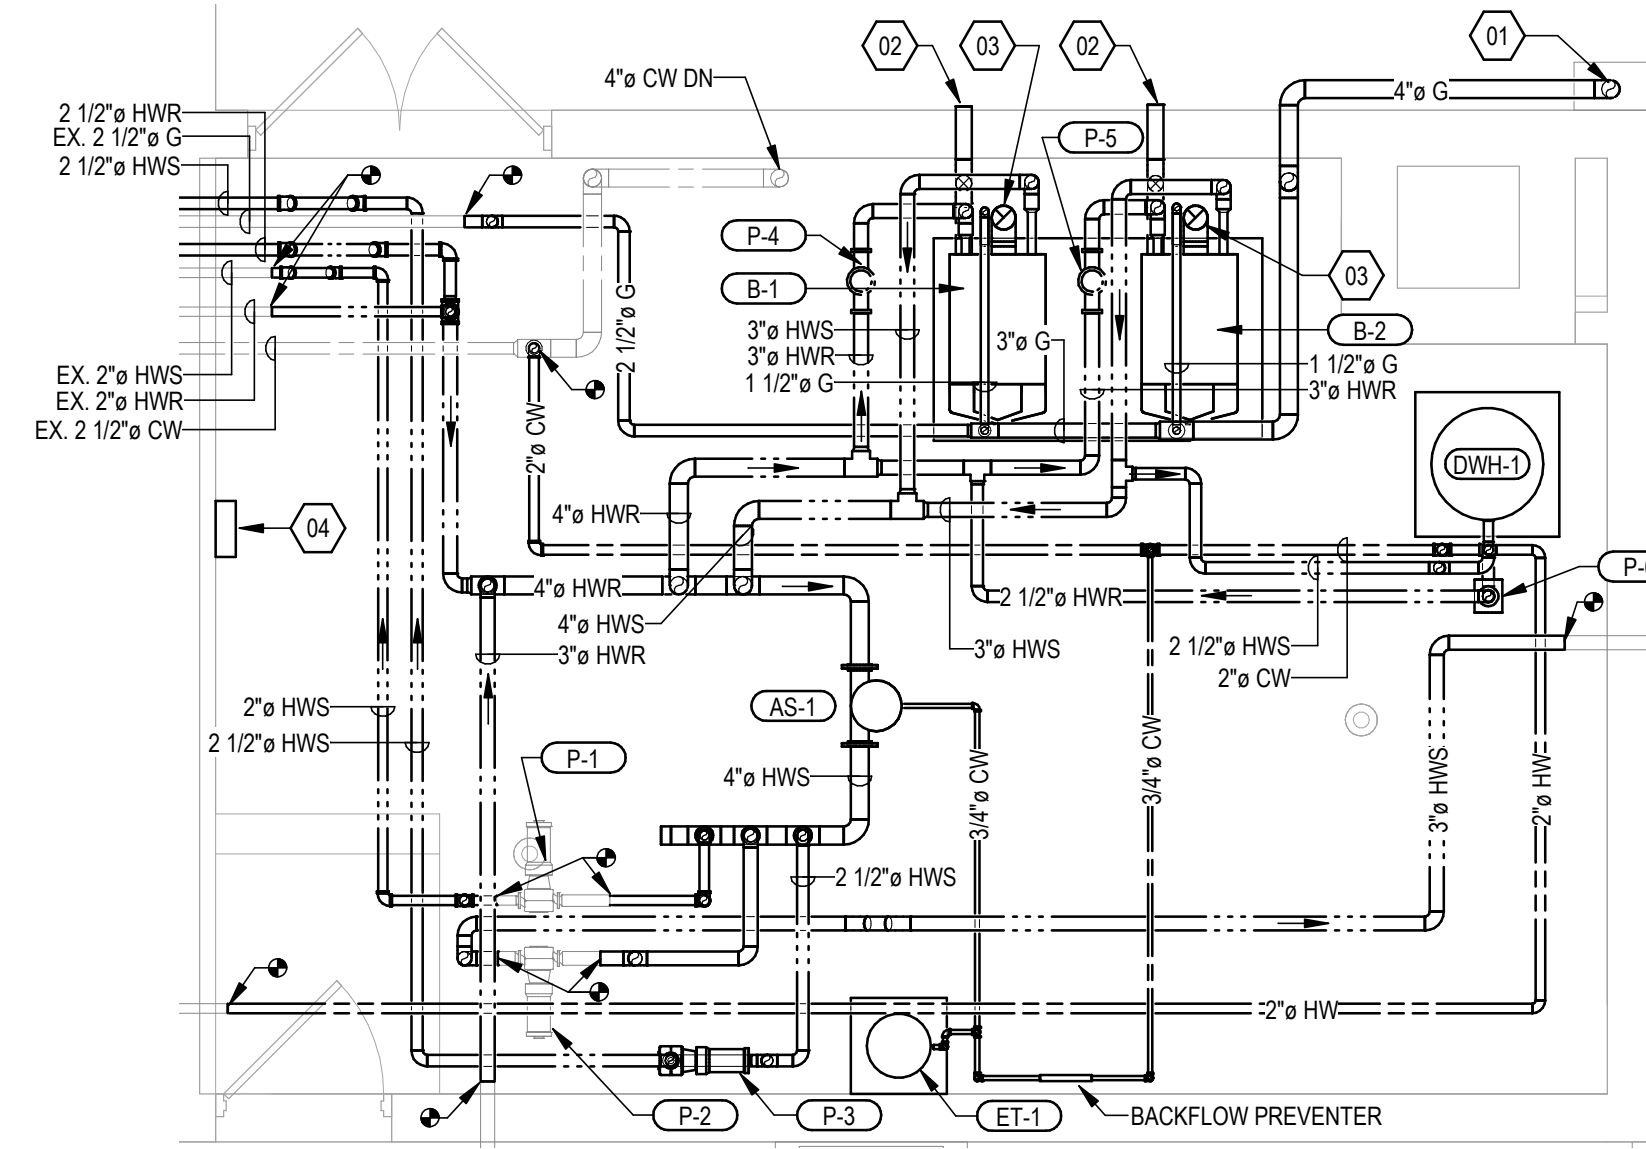 02
03
02
01
4"ø CW DN
4"ø G
2 1/2"ø HWR
EX. 2 1/2"ø G
2 1/2"ø HWS
P-5
P-4
B-1
03
3"ø HWS
3"ø HWR
1 1/2"ø G
3"ø G
2 1/2"ø G
B-2
1 1/2"ø G
3"ø HWR
EX. 2"ø HWS
EX. 2"ø HWR
EX. 2 1/2"ø CW
2"ø CW
DWH-1
04
4"ø HWR
4"ø HWR
2 1/2"ø HWR
4"ø HWS
3"ø HWR
3"ø HWS
2 1/2"ø HWS
2"ø CW
2"ø HWS
2 1/2"ø HWS
AS-1
P-1
4"ø HWS
3/4"ø CW
3/4"ø CW
3"ø HWS
2"ø HW
2 1/2"ø HWS
2"ø HW
P-2
P-3
ET-1
BACKFLOW PREVENTER